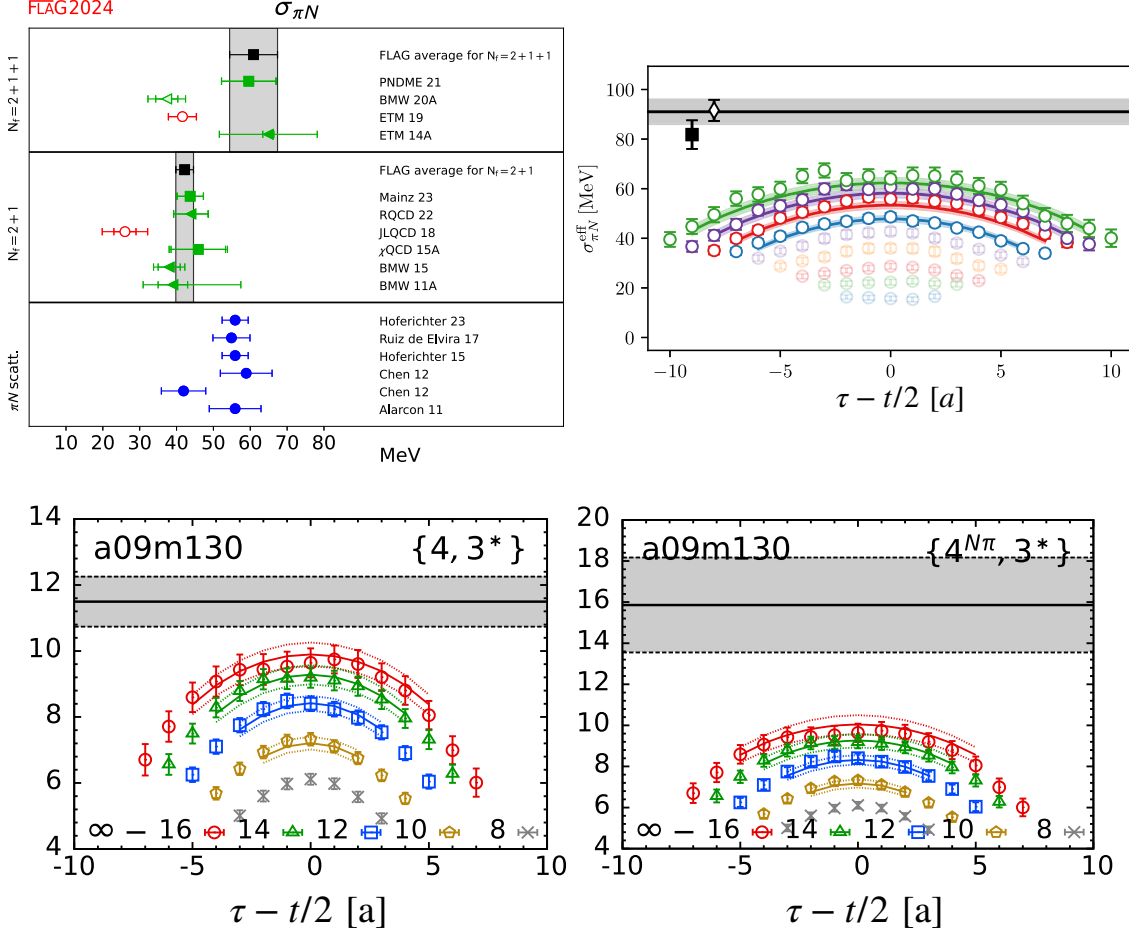 FLAG2024
σπN
Nf=2+1+1
FLAG average for Nf=2+1+1
PNDME 21
BMW 20A
ETM 19
ETM 14A
Nf=2+1
FLAG average for Nf=2+1
Mainz 23
RQCD 22
JLQCD 18
χQCD 15A
BMW 15
BMW 11A
πN scatt.
Hoferichter 23
Ruiz de Elvira 17
Hoferichter 15
Chen 12
Chen 12
Alarcon 11
10 20 30 40 50 60 70 80
MeV
100
80
60
40
20
0
σπN^eff [MeV]
−10 −5 0 5 10
τ − t/2 [a]
14
12
10
8
6
4
a09m130 {4, 3*}
∞ − 16 14 12 10 8
-10 -5 0 5 10
τ − t/2 [a]
20
18
16
14
12
10
8
6
4
a09m130 {4^Nπ, 3*}
∞ − 16 14 12 10 8
-10 -5 0 5 10
τ − t/2 [a]